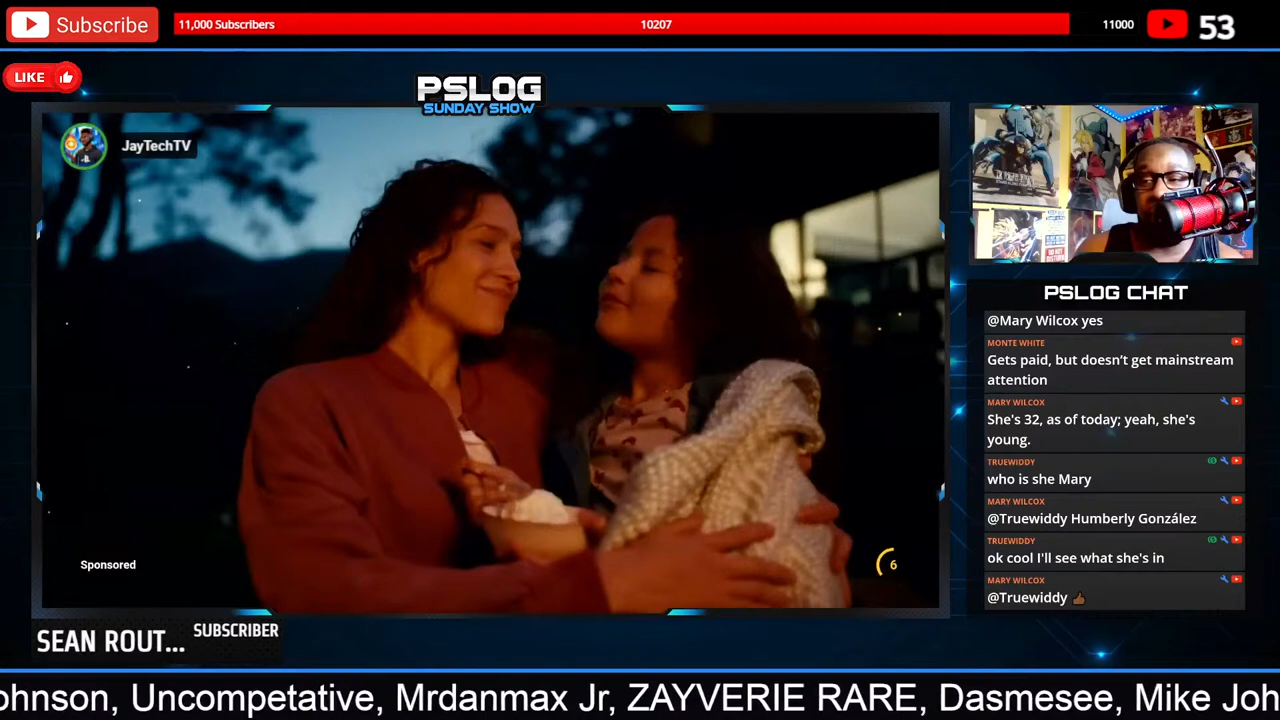 Subscribe
11,000 Subscribers
10207
11000
53
LIKE
PSLOG
SUNDAY SHOW
JayTechTV
PSLOG CHAT
@Mary Wilcox yes
MONTE WHITE
Gets paid, but doesn’t get mainstream
attention
MARY WILCOX
She's 32, as of today; yeah, she's
young.
TRUEWIDDY
who is she Mary
MARY WILCOX
@Truewiddy Humberly González
TRUEWIDDY
ok cool I'll see what she's in
MARY WILCOX
@Truewiddy
Sponsored
6
SEAN ROUT...
SUBSCRIBER
ohnson, Uncompetative, Mrdanmax Jr, ZAYVERIE RARE, Dasmesee, Mike Joh